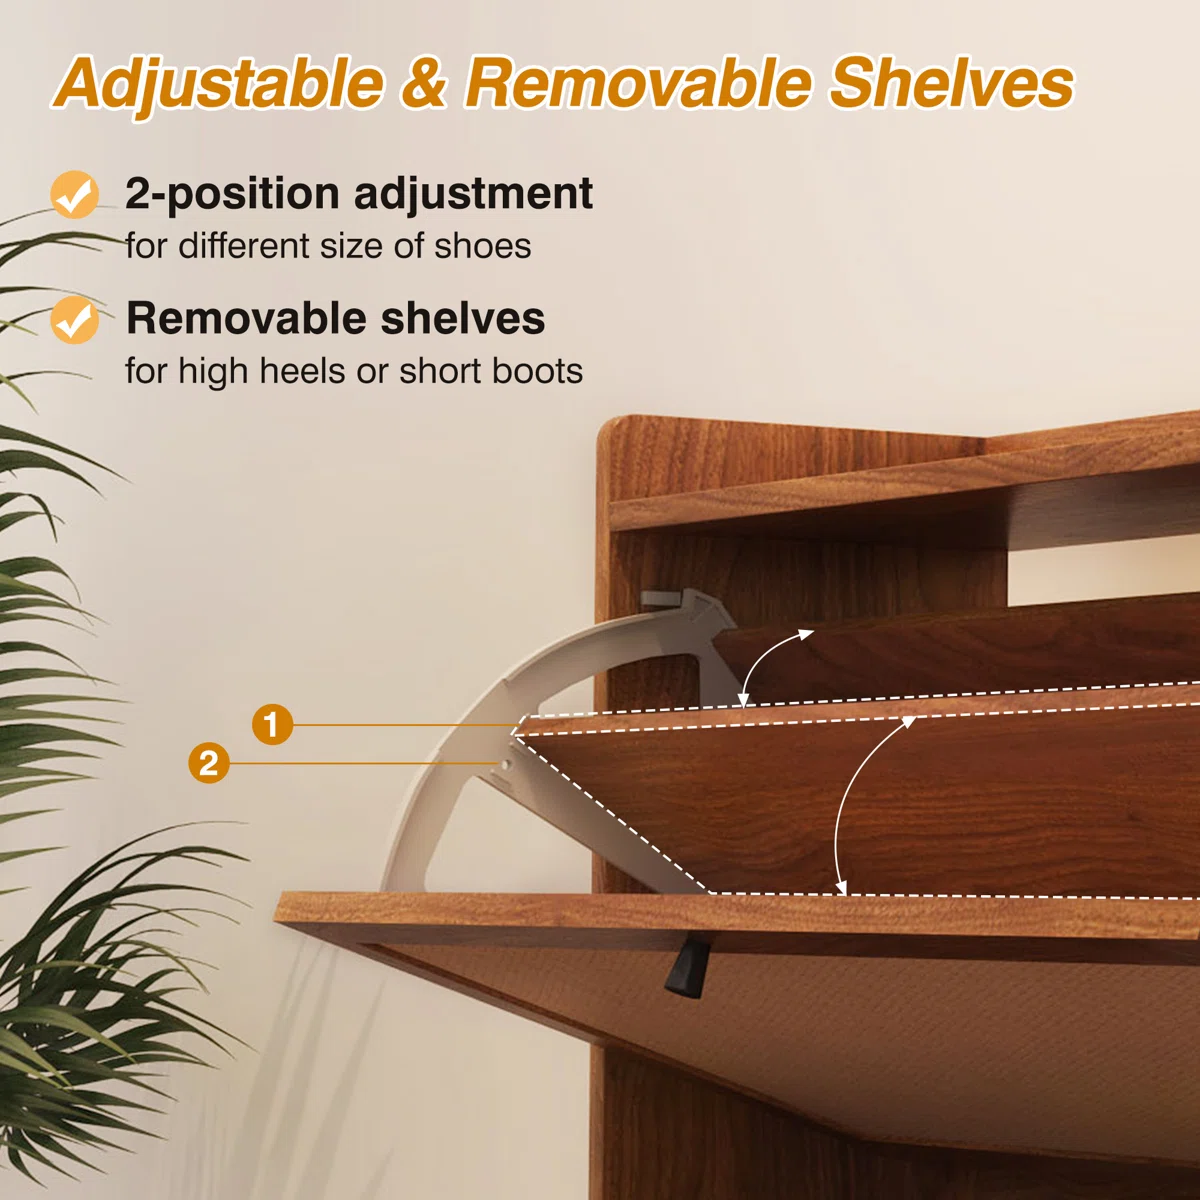 Adjustable & Removable Shelves
2-position adjustment
for different size of shoes
Removable shelves
for high heels or short boots
1
2